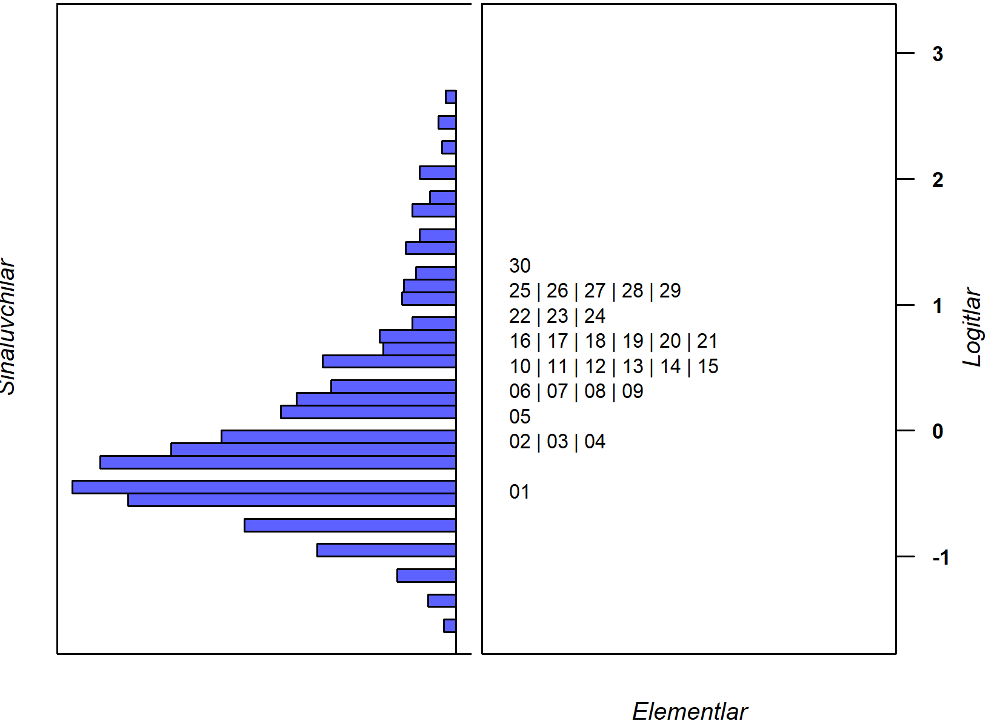 Sinaluvchilar
30
25 | 26 | 27 | 28 | 29
22 | 23 | 24
16 | 17 | 18 | 19 | 20 | 21
10 | 11 | 12 | 13 | 14 | 15
06 | 07 | 08 | 09
05
02 | 03 | 04
01
3
2
1
0
-1
Logitlar
Elementlar